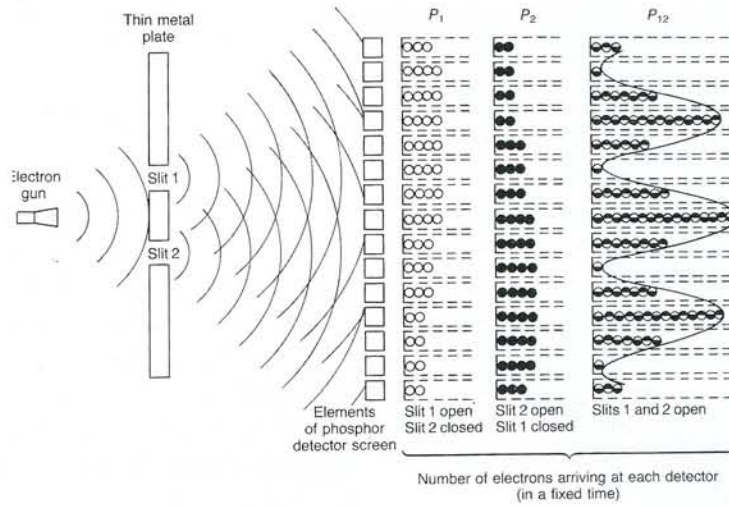 Thin metal
plate
P₁
P₂
P₁₂
Electron
gun
Slit 1
Slit 2
Elements
of phosphor
detector screen
Slit 1 open
Slit 2 closed
Slit 2 open
Slit 1 closed
Slits 1 and 2 open
Number of electrons arriving at each detector
(in a fixed time)